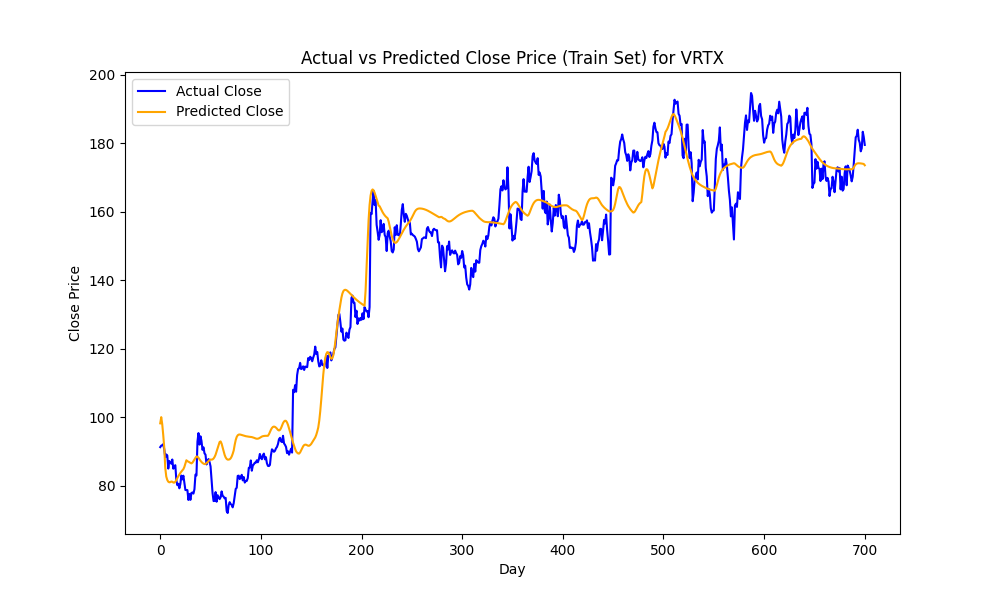 Actual vs Predicted Close Price (Train Set) for VRTX
Actual Close
Predicted Close
Close Price
200
180
160
140
120
100
80
0 100 200 300 400 500 600 700
Day